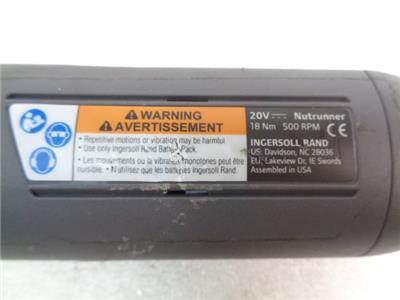 WARNING
AVERTISSEMENT
• Repetitive motions or vibration may be harmful.
• Use only Ingersoll Rand Battery Pack.
• Les mouvements ou la vibration monotones peut être
nuisible. • N'utilisez que les batteries Ingersoll Rand.
20V Nutrunner
18 Nm 500 RPM CE
INGERSOLL RAND
US: Davidson, NC 28036
EU: Lakeview Dr, IE Swords
Assembled in USA